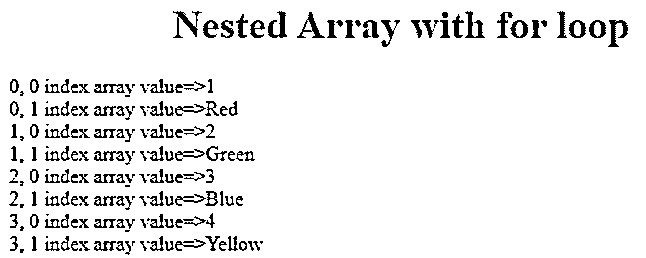 Nested Array with for loop
0, 0 index array value=>1
0, 1 index array value=>Red
1, 0 index array value=>2
1, 1 index array value=>Green
2, 0 index array value=>3
2, 1 index array value=>Blue
3, 0 index array value=>4
3, 1 index array value=>Yellow